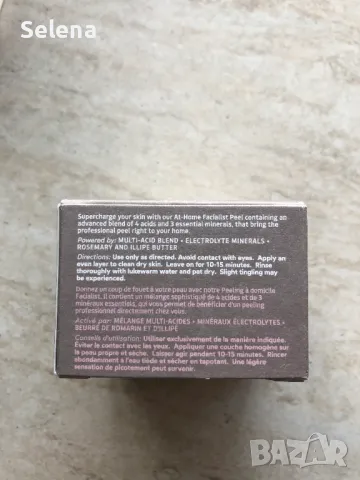 Selena
Supercharge your skin with our At-Home Facialist Peel containing an
advanced blend of 4 acids and 3 essential minerals, that bring the
professional peel right to your home.
Powered by: MULTI-ACID BLEND • ELECTROLYTE MINERALS •
ROSEMARY AND ILLIPE BUTTER
Directions: Use only as directed. Avoid contact with eyes. Apply an
even layer to clean dry skin. Leave on for 10-15 minutes. Rinse
thoroughly with lukewarm water and pat dry. Slight tingling may
be experienced.
Donnez un coup de fouet à votre peau avec notre Peeling à domicile
Facialist. Il contient un mélange sophistiqué de 4 acides et de 3
minéraux essentiels, qui vous permet de bénéficier d'un peeling
professionnel directement chez vous.
Activé par : MÉLANGE MULTI-ACIDES • MINÉRAUX ÉLECTROLYTES •
BEURRE DE ROMARIN ET D'ILLIPÉ
Conseils d'utilisation: Utiliser exclusivement de la manière indiquée.
Éviter le contact avec les yeux. Appliquer une couche homogène sur
la peau propre et sèche. Laisser agir pendant 10-15 minutes. Rincer
abondamment à l'eau tiède et sécher en tapotant. Une légère
sensation de picotement peut survenir.
BAZAR
bg